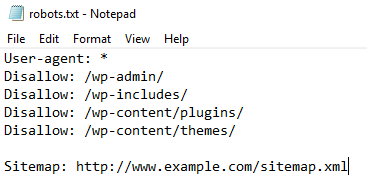 robots.txt - Notepad
File Edit Format View Help
User-agent: *
Disallow: /wp-admin/
Disallow: /wp-includes/
Disallow: /wp-content/plugins/
Disallow: /wp-content/themes/

Sitemap: http://www.example.com/sitemap.xml